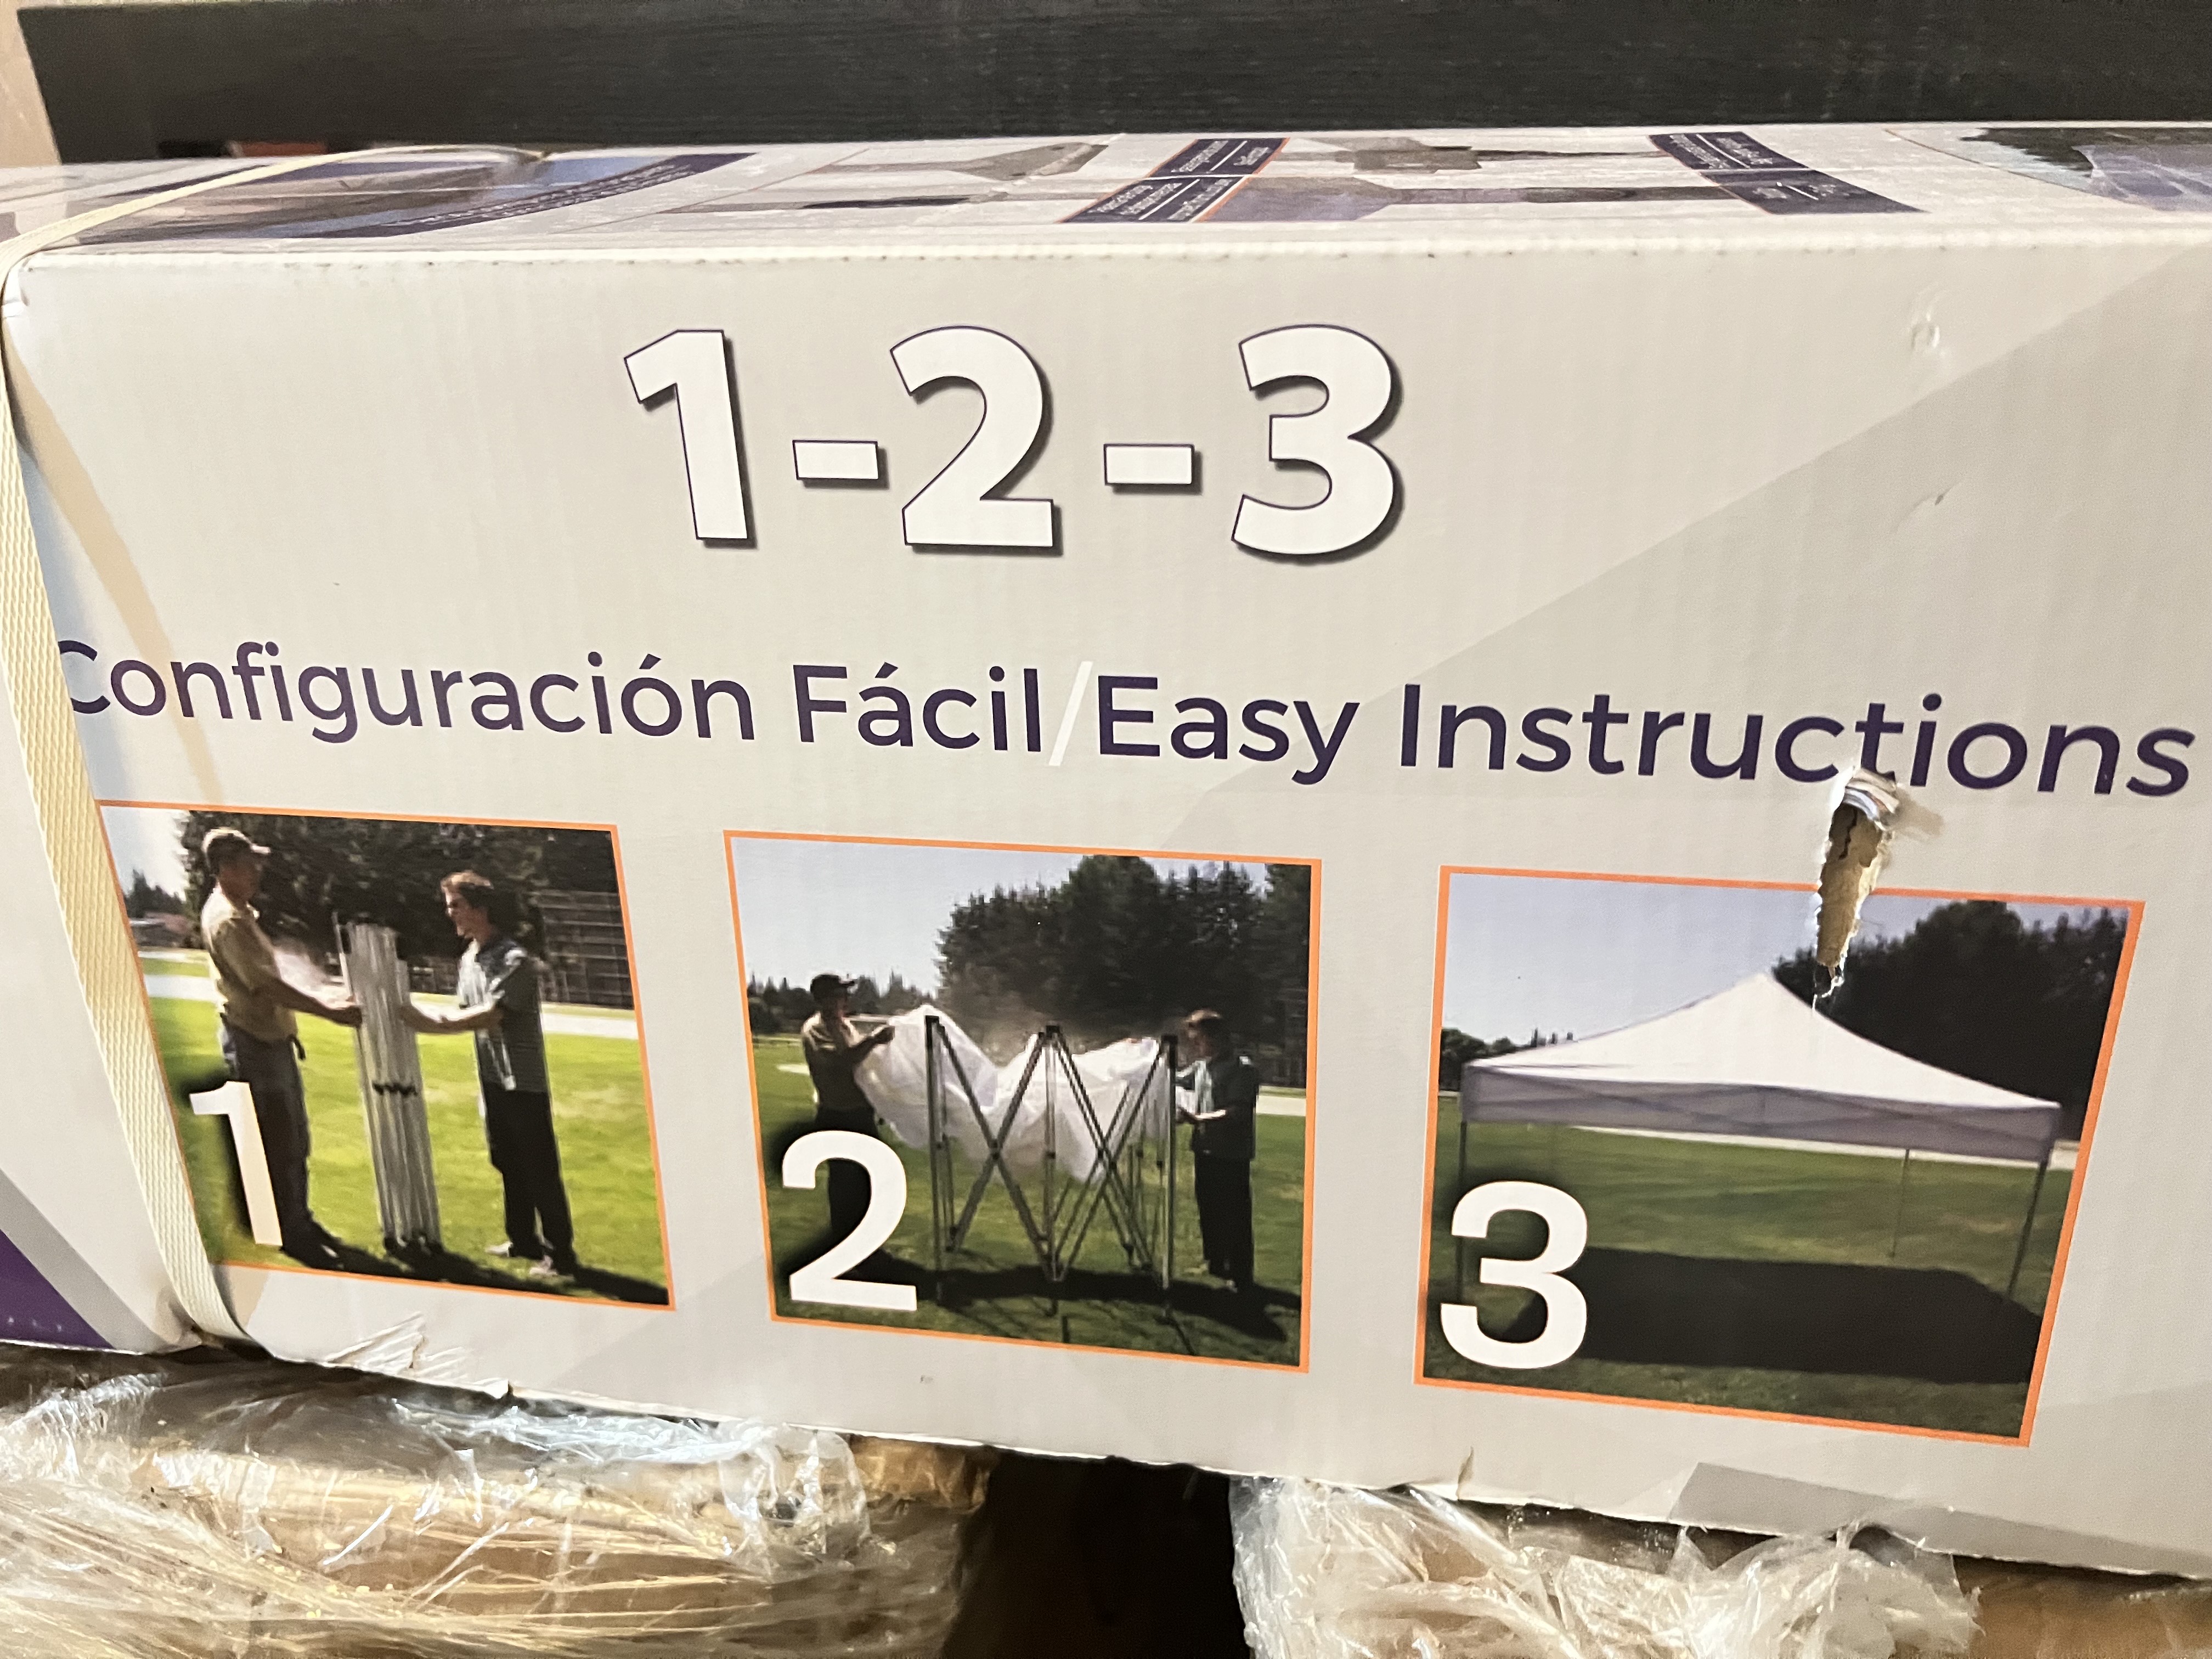 1-2-3
Configuración Fácil/Easy Instructions
1
2
3